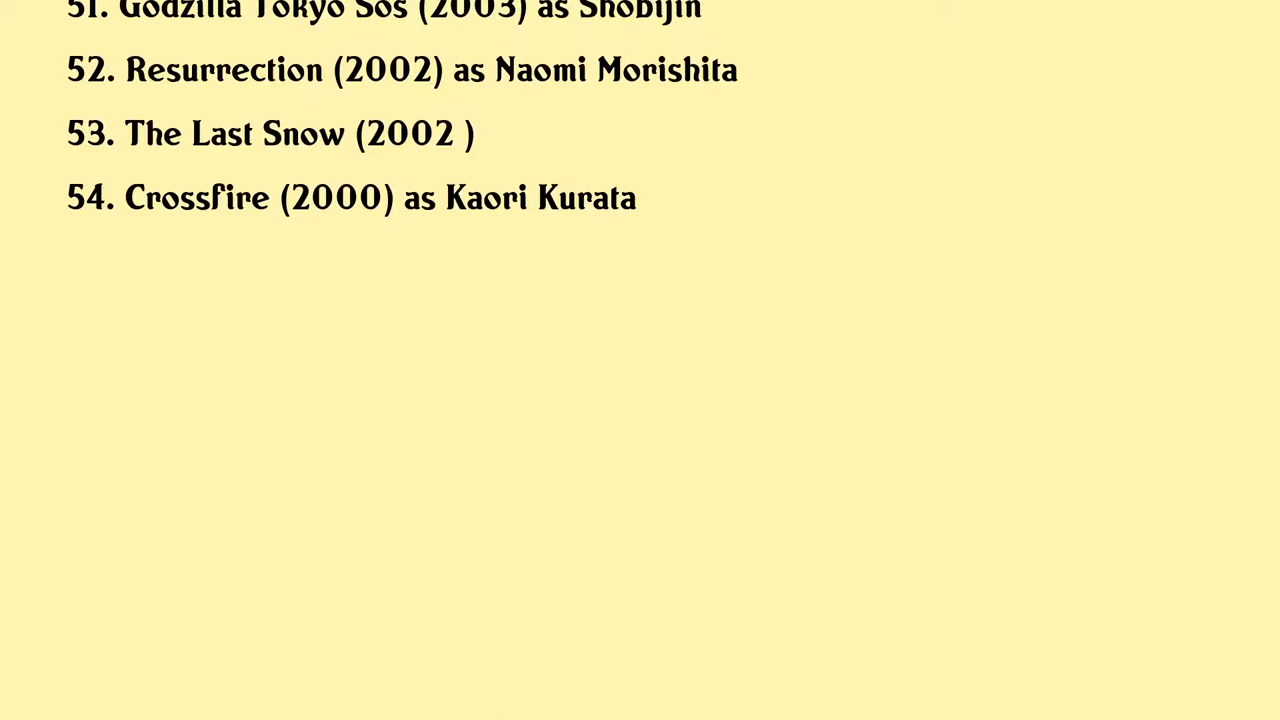 51. Godzilla Tokyo Sos (2003) as Shobijin
52. Resurrection (2002) as Naomi Morishita
53. The Last Snow (2002 )
54. Crossfire (2000) as Kaori Kurata